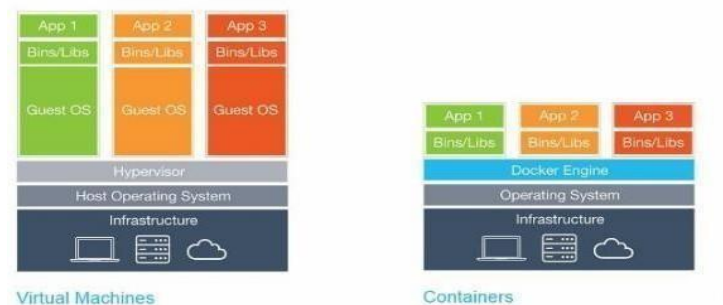 App 1
App 2
App 3
Bins/Libs
Bins/Libs
Bins/Libs
Guest OS
Guest OS
Guest OS
Hypervisor
Host Operating System
Infrastructure
Virtual Machines
App 1
App 2
App 3
Bins/Libs
Bins/Libs
Bins/Libs
Docker Engine
Operating System
Infrastructure
Containers